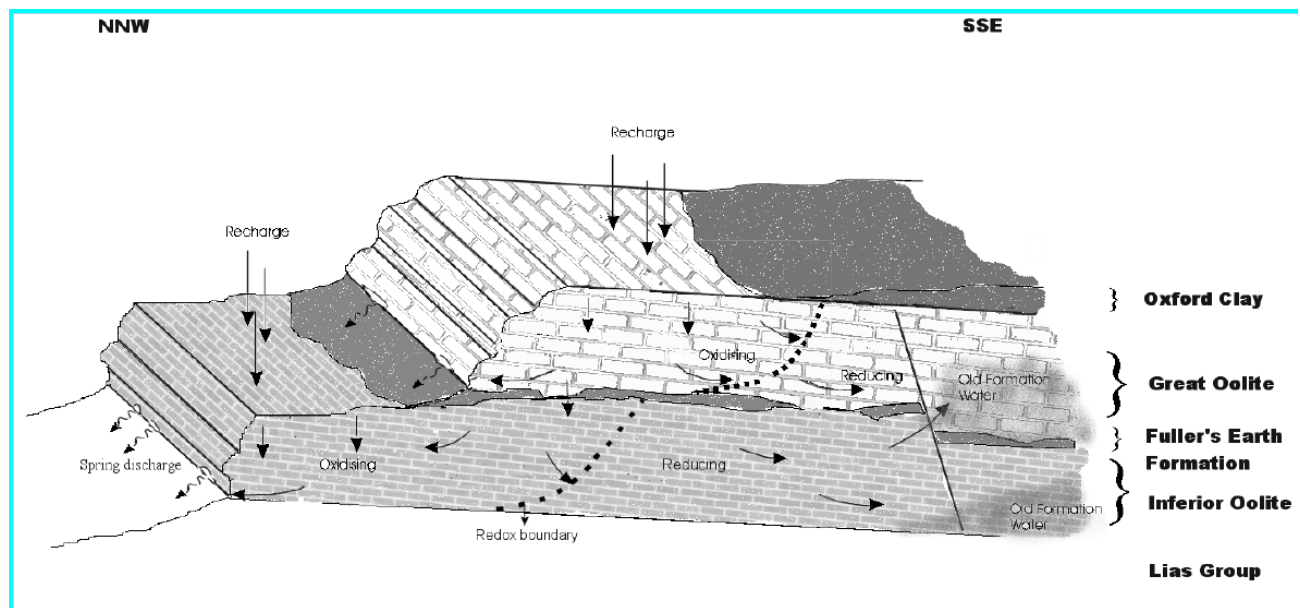 NNW
SSE
Recharge
Recharge
Oxford Clay
Oxidising
Reducing
Old Formation
Water
Great Oolite
Fuller's Earth
Formation
Spring discharge
Oxidising
Reducing
Inferior Oolite
Old Formation
Water
Redox boundary
Lias Group